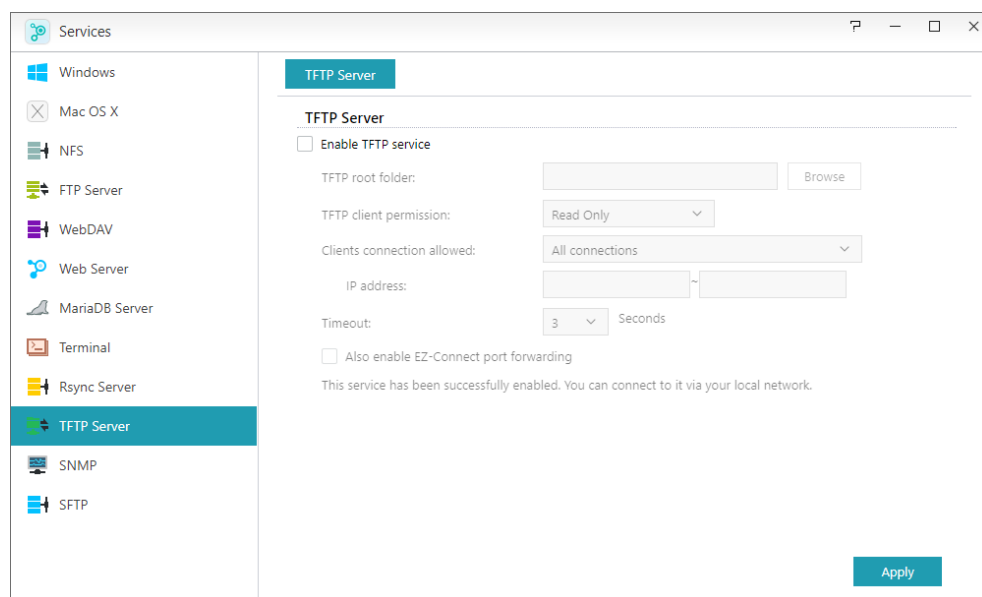 Services
Windows
Mac OS X
NFS
FTP Server
WebDAV
Web Server
MariaDB Server
Terminal
Rsync Server
TFTP Server
SNMP
SFTP
TFTP Server
TFTP Server
Enable TFTP service
TFTP root folder: Browse
TFTP client permission: Read Only
Clients connection allowed: All connections
IP address: ~
Timeout: 3 Seconds
Also enable EZ-Connect port forwarding
This service has been successfully enabled. You can connect to it via your local network.
Apply